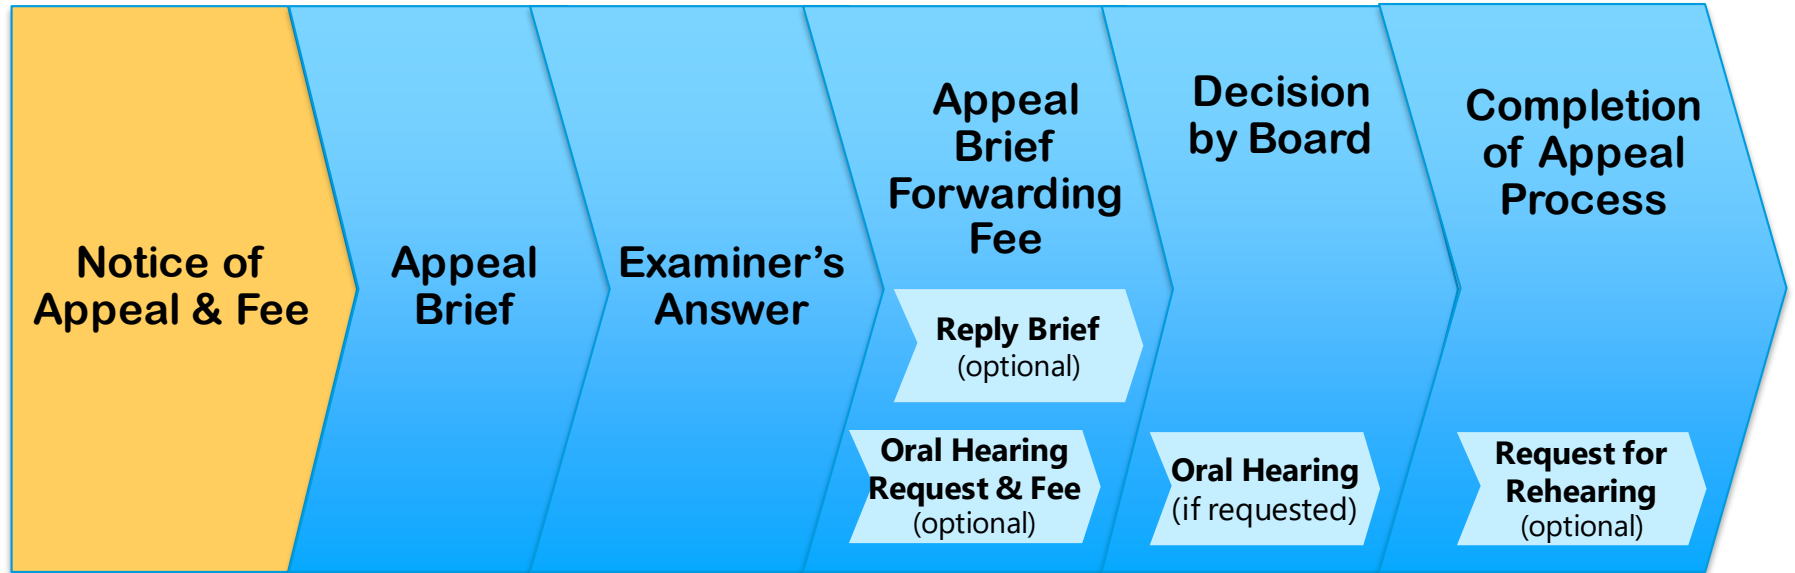 Notice of
Appeal & Fee
Appeal
Brief
Examiner’s
Answer
Appeal
Brief
Forwarding
Fee
Reply Brief
(optional)
Oral Hearing
Request & Fee
(optional)
Decision
by Board
Oral Hearing
(if requested)
Completion
of Appeal
Process
Request for
Rehearing
(optional)